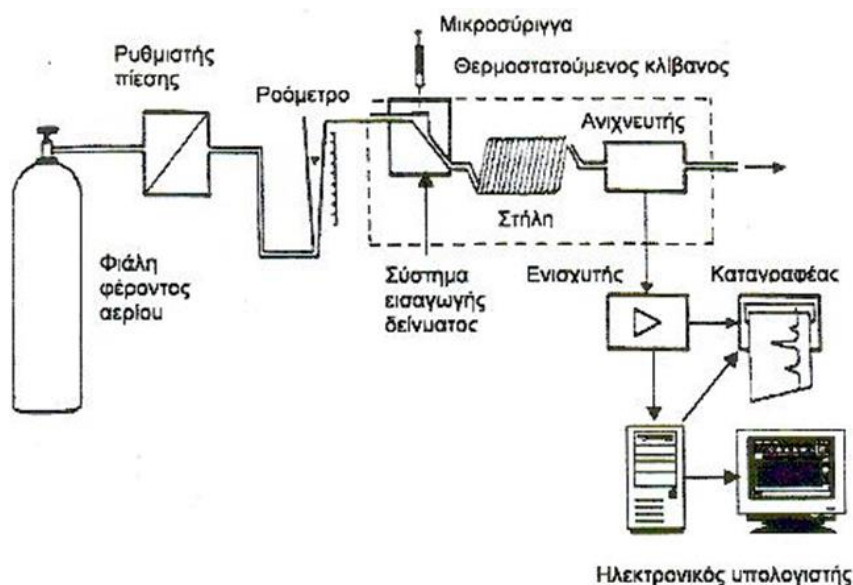 Μικροσύριγγα
Ρυθμιστής
πίεσης
Θερμοστατούμενος κλίβανος
Ροόμετρο
Ανιχνευτής
Στήλη
Φιάλη
φέροντος
αερίου
Σύστημα
εισαγωγής
δείγματος
Ενισχυτής
Καταγραφέας
Ηλεκτρονικός υπολογιστής